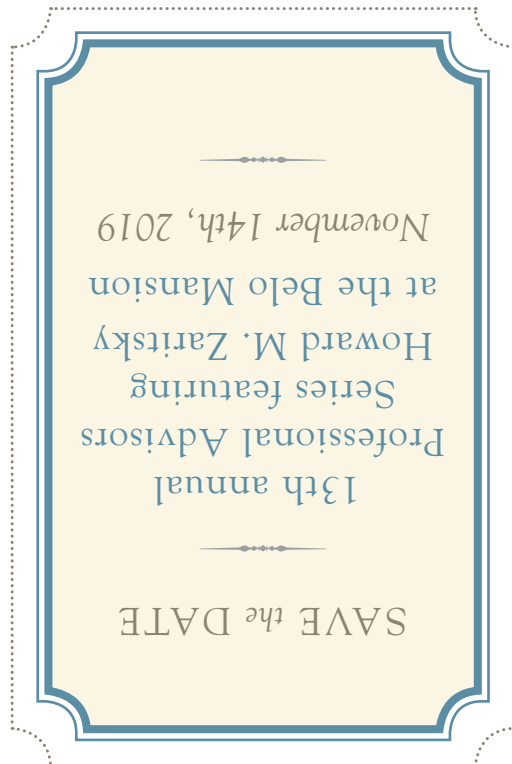 SAVE the DATE
13th annual
Professional Advisors
Series featuring
Howard M. Zaritsky
at the Belo Mansion
November 14th, 2019